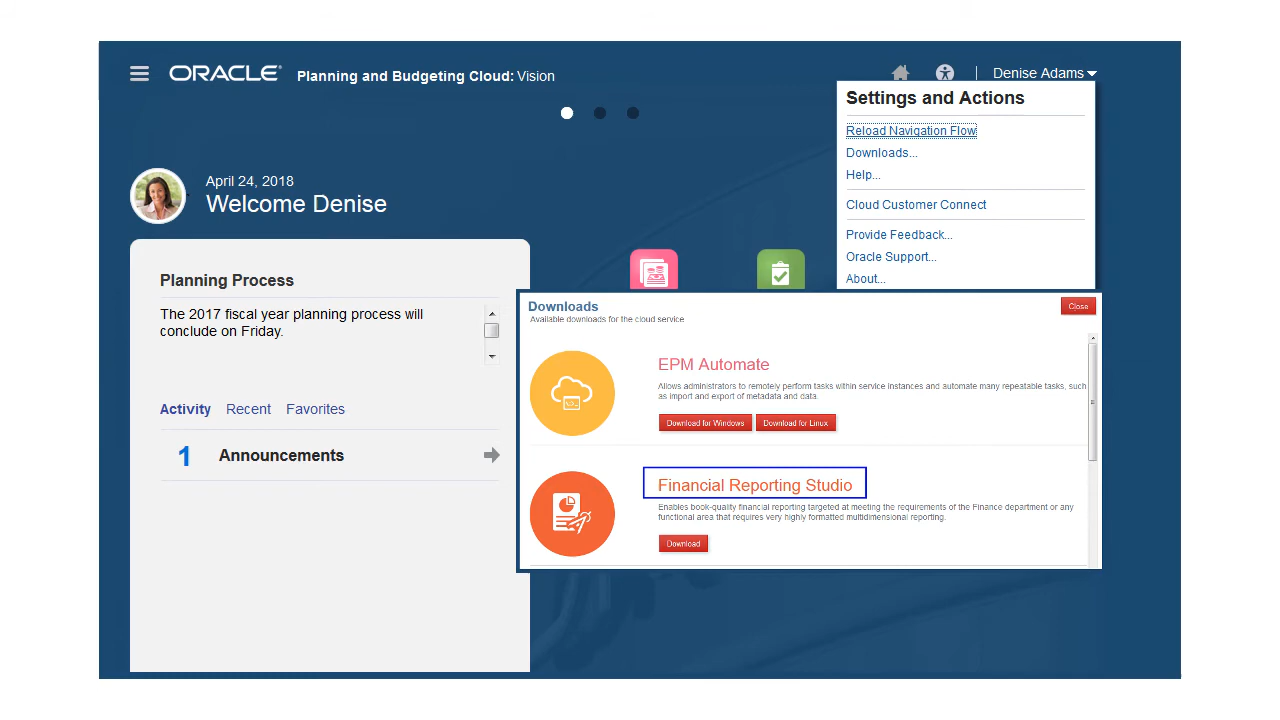 ORACLE® Planning and Budgeting Cloud: Vision
Denise Adams
Settings and Actions
Reload Navigation Flow
Downloads...
Help...
Cloud Customer Connect
Provide Feedback...
Oracle Support...
About...
April 24, 2018
Welcome Denise
Planning Process
The 2017 fiscal year planning process will
conclude on Friday.
Activity Recent Favorites
1 Announcements
Downloads
Close
Available downloads for the cloud service
EPM Automate
Allows administrators to remotely perform tasks within service instances and automate many repeatable tasks, such
as import and export of metadata and data.
Download for Windows Download for Linux
Financial Reporting Studio
Enables book-quality financial reporting targeted at meeting the requirements of the Finance department or any
functional area that requires very highly formatted multidimensional reporting.
Download